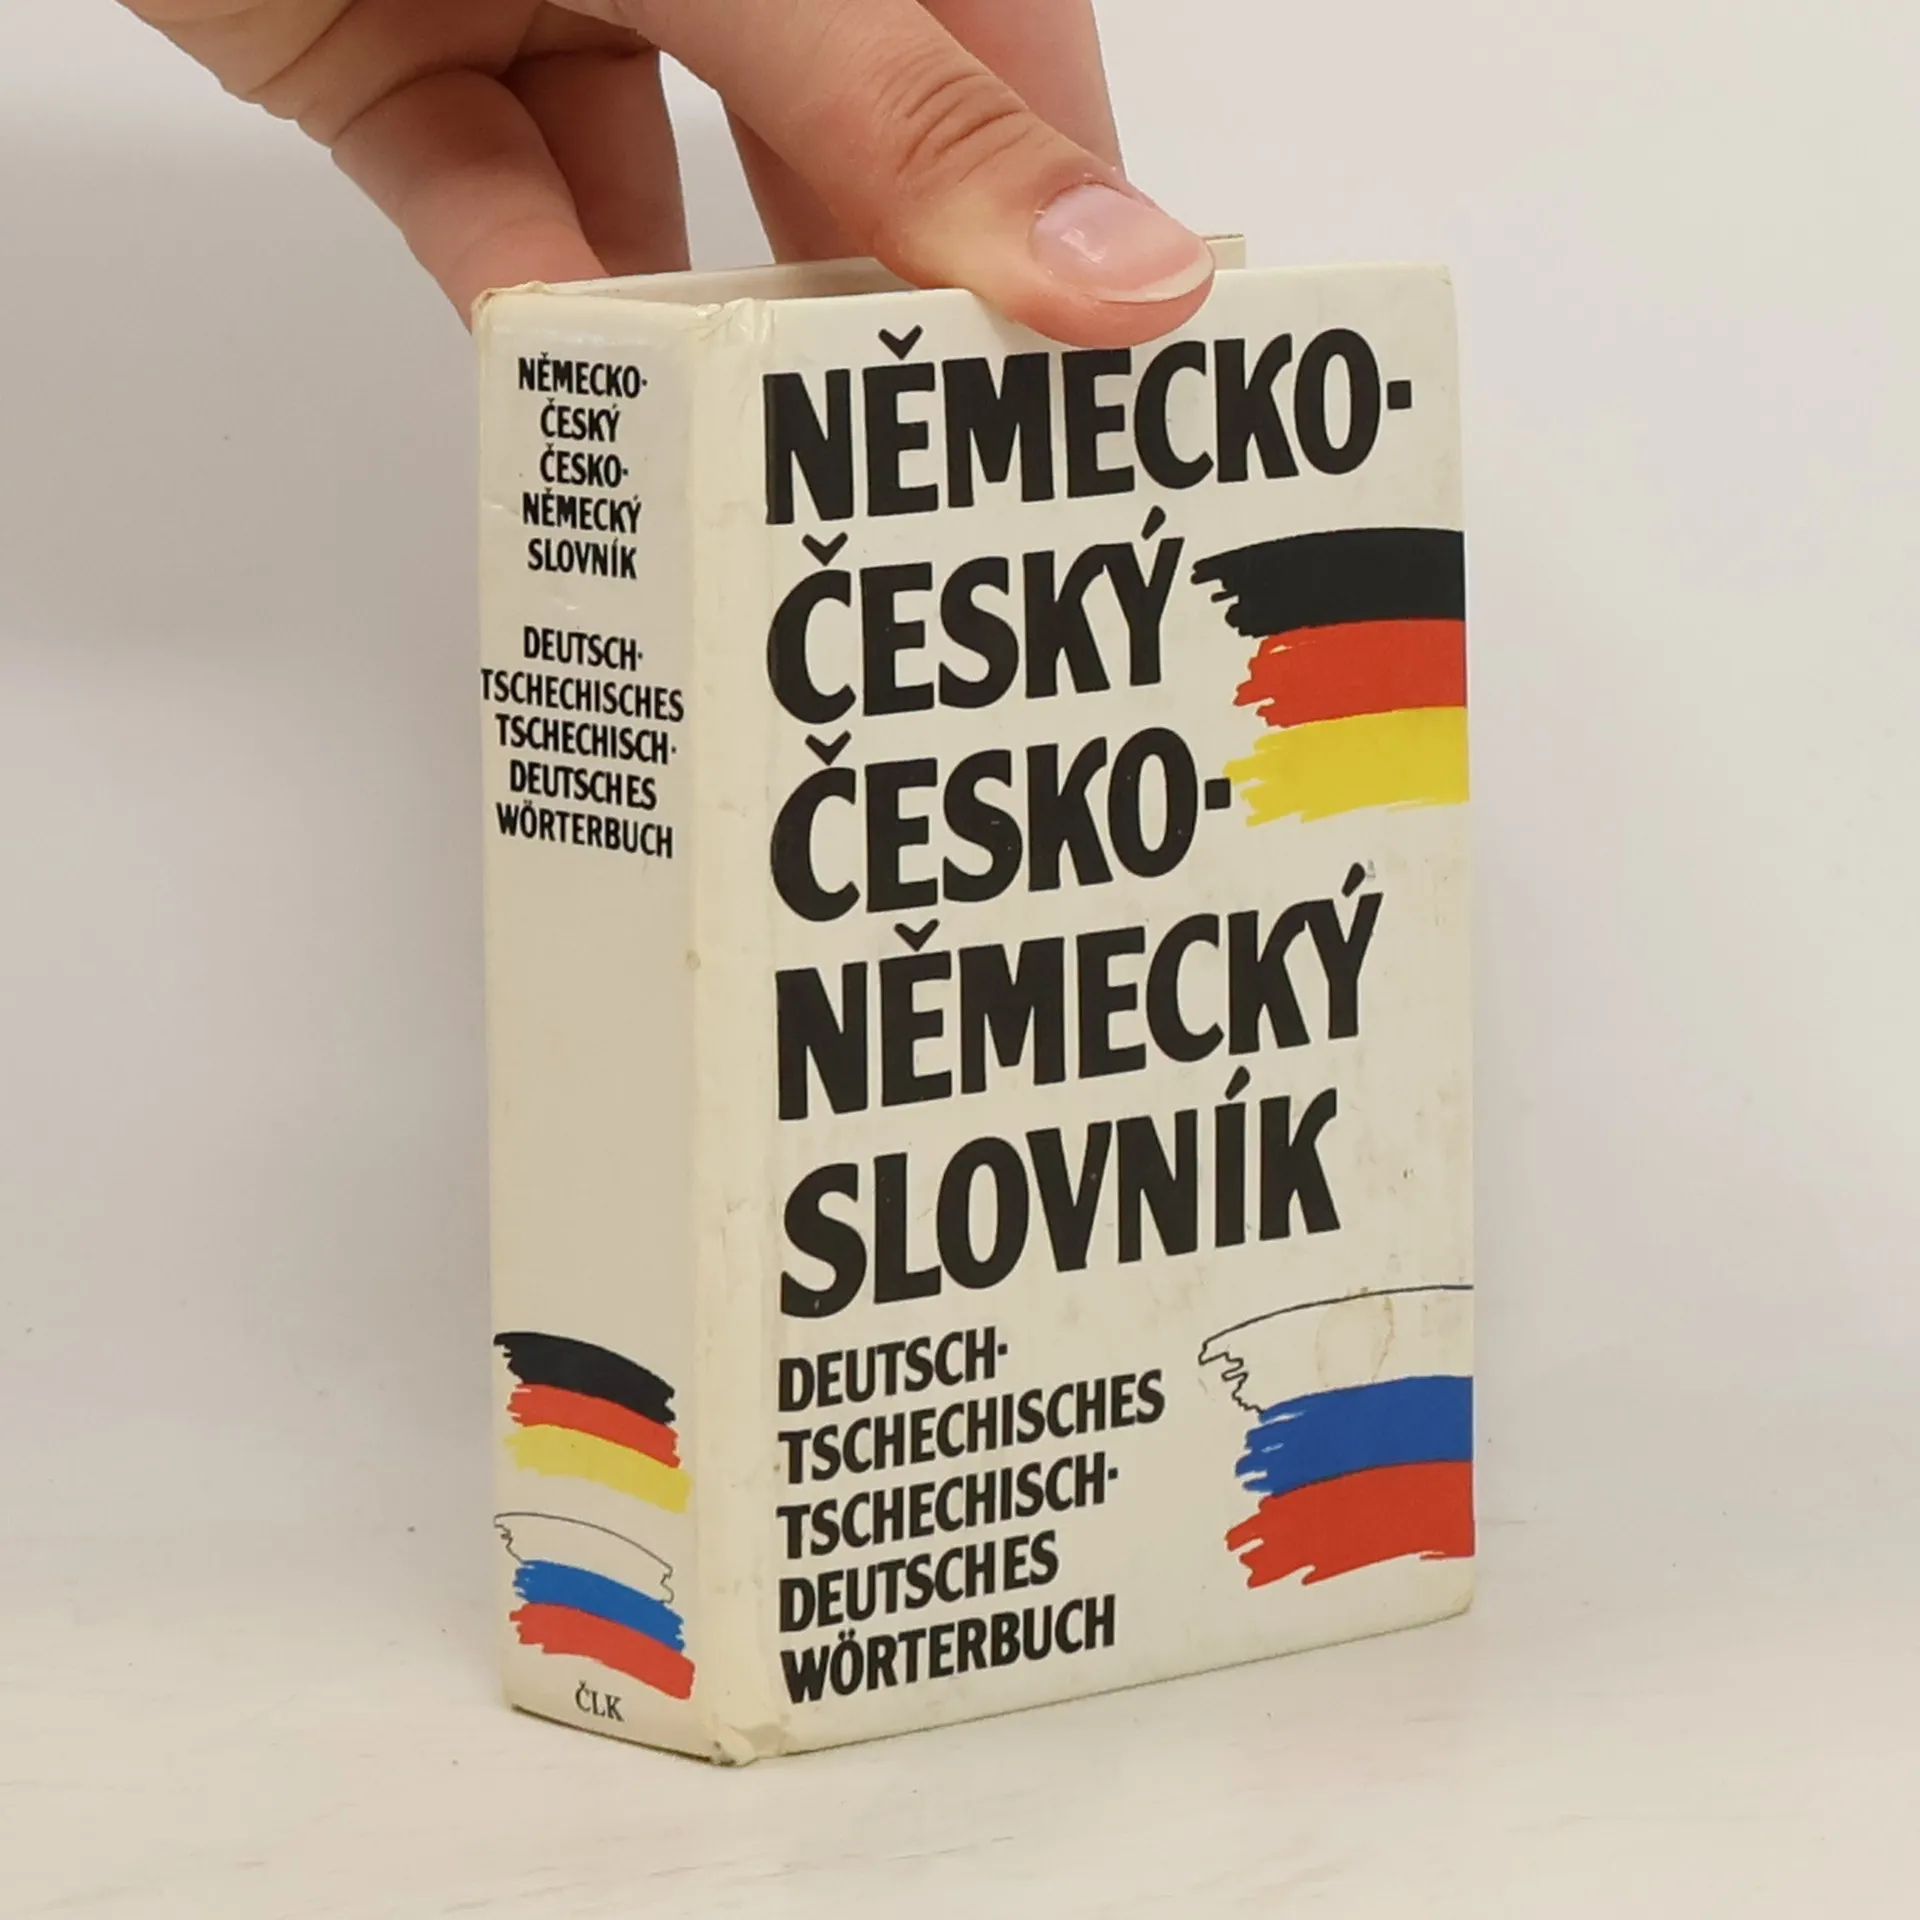 NĚMECKO-
ČESKÝ
ČESKO-
NĚMECKÝ
SLOVNÍK
DEUTSCH-
TSCHECHISCHES
TSCHECHISCH-
DEUTSCHES
WÖRTERBUCH
ČLK
NĚMECKO-
ČESKÝ
ČESKO-
NĚMECKÝ
SLOVNÍK
DEUTSCH-
TSCHECHISCHES
TSCHECHISCH-
DEUTSCHES
WÖRTERBUCH